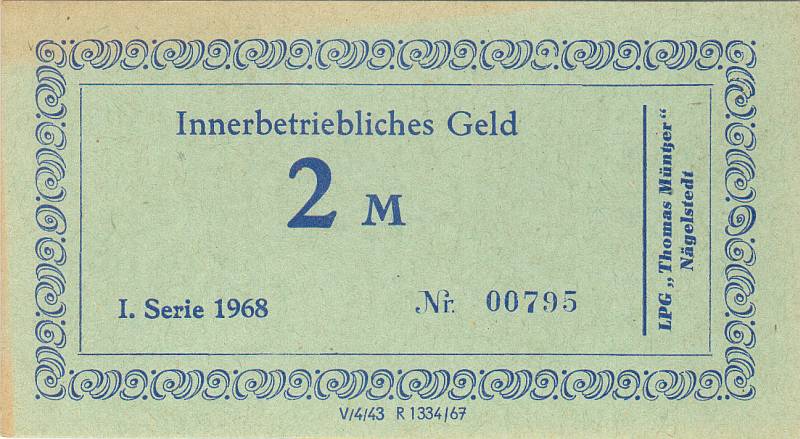 Innerbetriebliches Geld
2 M
I. Serie 1968
Nr. 00795
LPG „Thomas Müntzer“
Nägelstedt
V/4/43 R 1334/67